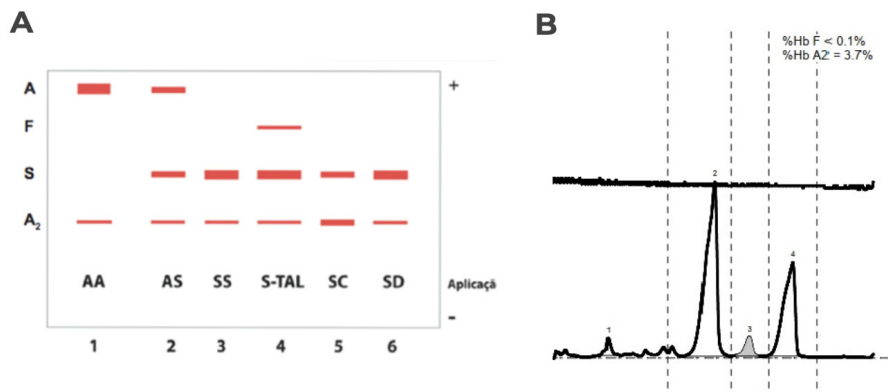 A
A
F
S
A₂
+
AA AS SS S-TAL SC SD Aplicaçã
-
1 2 3 4 5 6
B
%Hb F < 0.1%
%Hb A2 = 3.7%
1
2
3
4